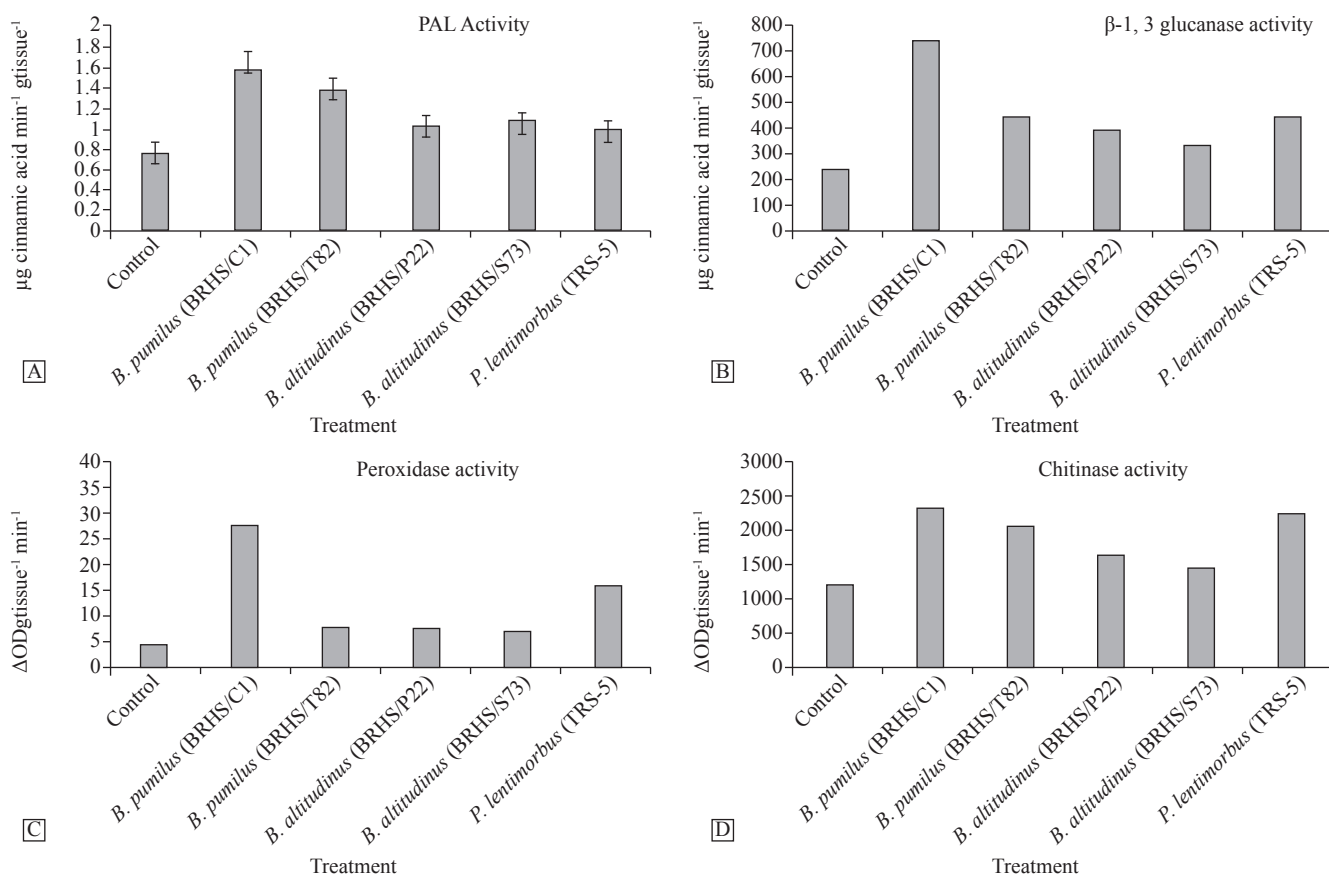 PAL Activity
µg cinnamic acid min-1 gtissue-1
2
1.8
1.6
1.4
1.2
1
0.8
0.6
0.4
0.2
0
Control
B. pumilus (BRHS/C1)
B. pumilus (BRHS/T82)
B. altitudinus (BRHS/P22)
B. altitudinus (BRHS/S73)
P. lentimorbus (TRS-5)
A
Treatment
β-1, 3 glucanase activity
µg cinnamic acid min-1 gtissue-1
800
700
600
500
400
300
200
100
0
Control
B. pumilus (BRHS/C1)
B. pumilus (BRHS/T82)
B. altitudinus (BRHS/P22)
B. altitudinus (BRHS/S73)
P. lentimorbus (TRS-5)
B
Treatment
Peroxidase activity
ΔODgtissue-1 min-1
40
35
30
25
20
15
10
5
0
Control
B. pumilus (BRHS/C1)
B. pumilus (BRHS/T82)
B. altitudinus (BRHS/P22)
B. altitudinus (BRHS/S73)
P. lentimorbus (TRS-5)
C
Treatment
Chitinase activity
ΔODgtissue-1 min-1
3000
2500
2000
1500
1000
500
0
Control
B. pumilus (BRHS/C1)
B. pumilus (BRHS/T82)
B. altitudinus (BRHS/P22)
B. altitudinus (BRHS/S73)
P. lentimorbus (TRS-5)
D
Treatment